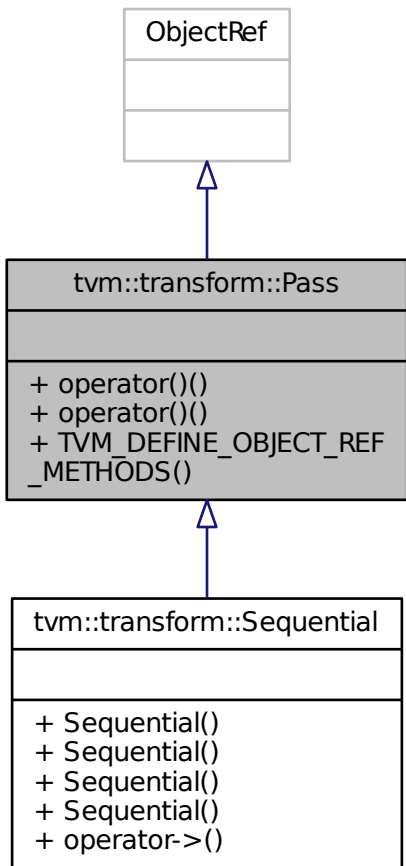 ObjectRef
tvm::transform::Pass
+ operator()()
+ operator()()
+ TVM_DEFINE_OBJECT_REF
_METHODS()
tvm::transform::Sequential
+ Sequential()
+ Sequential()
+ Sequential()
+ Sequential()
+ operator->()